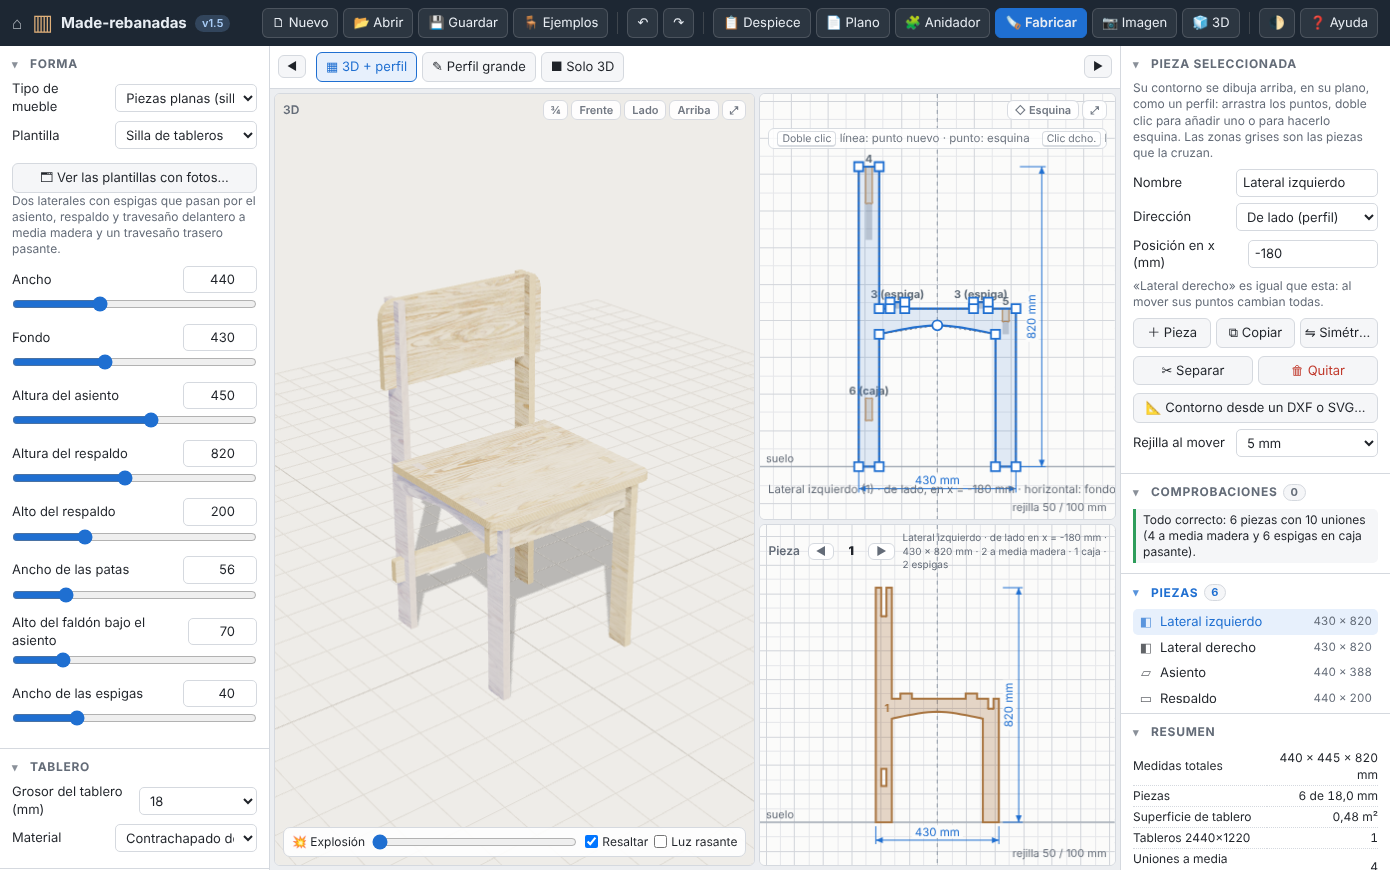 Made-rebanadas v1.5
Nuevo Abrir Guardar Ejemplos Despiece Plano Anidador Fabricar Imagen 3D Ayuda
FORMA
Tipo de mueble
Piezas planas (sill
Plantilla
Silla de tableros
Ver las plantillas con fotos...
Dos laterales con espigas que pasan por el
asiento, respaldo y travesaño delantero a
media madera y un travesaño trasero
pasante.
Ancho 440
Fondo 430
Altura del asiento 450
Altura del respaldo 820
Alto del respaldo 200
Ancho de las patas 56
Alto del faldón bajo el
asiento 70
Ancho de las espigas 40
TABLERO
Grosor del tablero
(mm) 18
Material
Contrachapado d
3D + perfil Perfil grande Solo 3D
3D
¾ Frente Lado Arriba
Explosión Resaltar Luz rasante
Esquina
Doble clic línea: punto nuevo · punto: esquina Clic dcho.
4
3 (espiga) 3 (espiga)
5
820 mm
6 (caja)
suelo
430 mm
Lateral izquierdo (1) · de lado, en x = -180 mm · horizontal: fondo
rejilla 50 / 100 mm
Pieza 1
Lateral izquierdo · de lado en x = -180 mm ·
430 × 820 mm · 2 a media madera · 1 caja ·
2 espigas
1
820 mm
suelo
430 mm
rejilla 50 / 100 mm
PIEZA SELECCIONADA
Su contorno se dibuja arriba, en su plano,
como un perfil: arrastra los puntos, doble
clic para añadir uno o para hacerlo
esquina. Las zonas grises son las piezas
que la cruzan.
Nombre Lateral izquierdo
Dirección De lado (perfil)
Posición en x
(mm) -180
«Lateral derecho» es igual que esta: al
mover sus puntos cambian todas.
Pieza Copiar Simétr...
Separar Quitar
Contorno desde un DXF o SVG...
Rejilla al mover 5 mm
COMPROBACIONES 0
Todo correcto: 6 piezas con 10 uniones
(4 a media madera y 6 espigas en caja
pasante).
PIEZAS 6
Lateral izquierdo 430 × 820
Lateral derecho 430 × 820
Asiento 440 × 388
Respaldo 440 × 200
RESUMEN
Medidas totales 440 × 445 × 820
mm
Piezas 6 de 18,0 mm
Superficie de tablero 0,48 m²
Tableros 2440×1220 1
Uniones a media 4